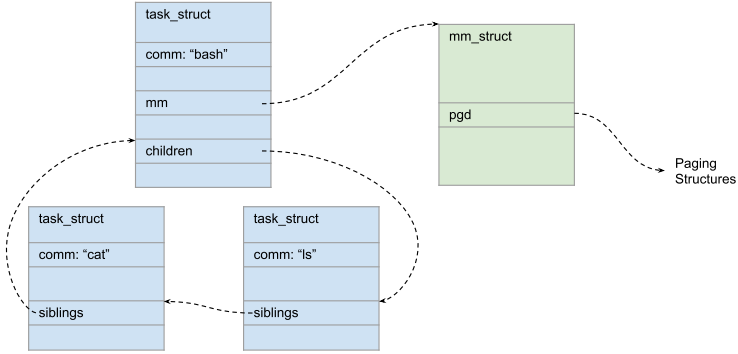 task_struct
comm: “bash”
mm
children
mm_struct
pgd
Paging
Structures
task_struct
comm: “cat”
siblings
task_struct
comm: “ls”
siblings